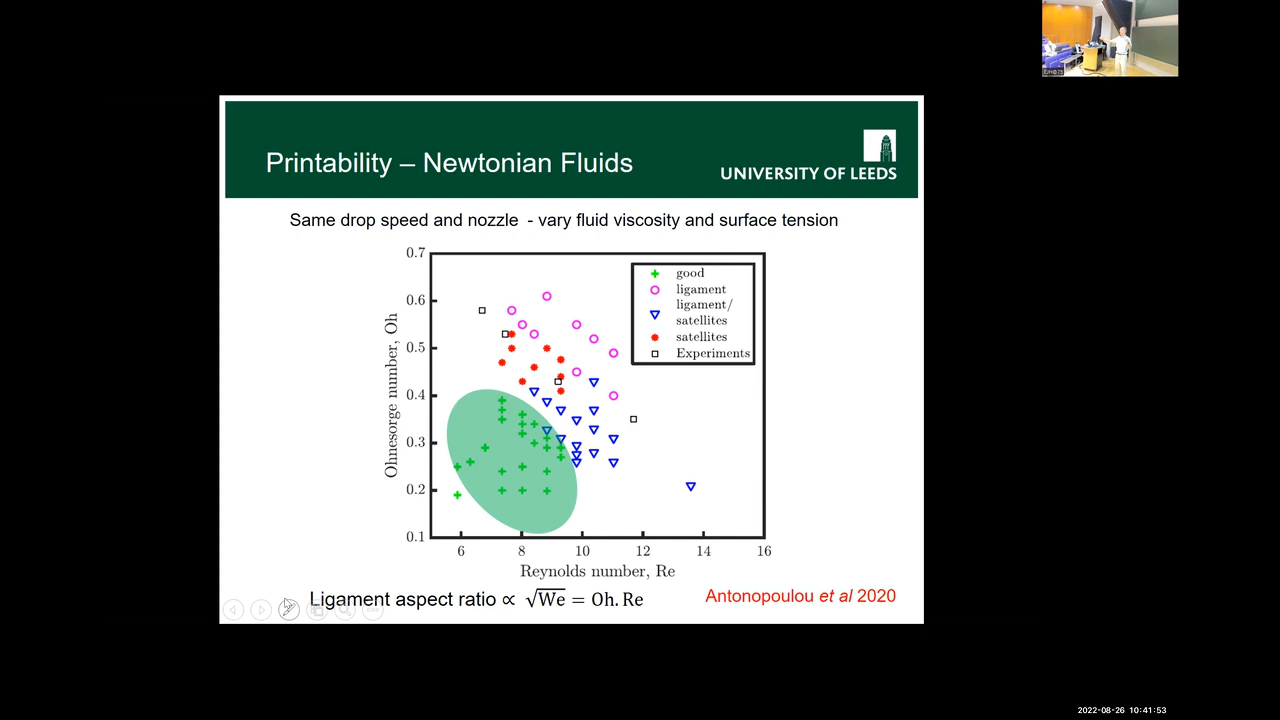 Printability – Newtonian Fluids
UNIVERSITY OF LEEDS
Same drop speed and nozzle - vary fluid viscosity and surface tension
0.7
0.6
0.5
0.4
0.3
0.2
0.1
Ohnesorge number, Oh
good
ligament
ligament/
satellites
satellites
Experiments
6 8 10 12 14 16
Reynolds number, Re
Ligament aspect ratio ∝ √We = Oh. Re
Antonopoulou et al 2020
2022-08-26 10:41:53